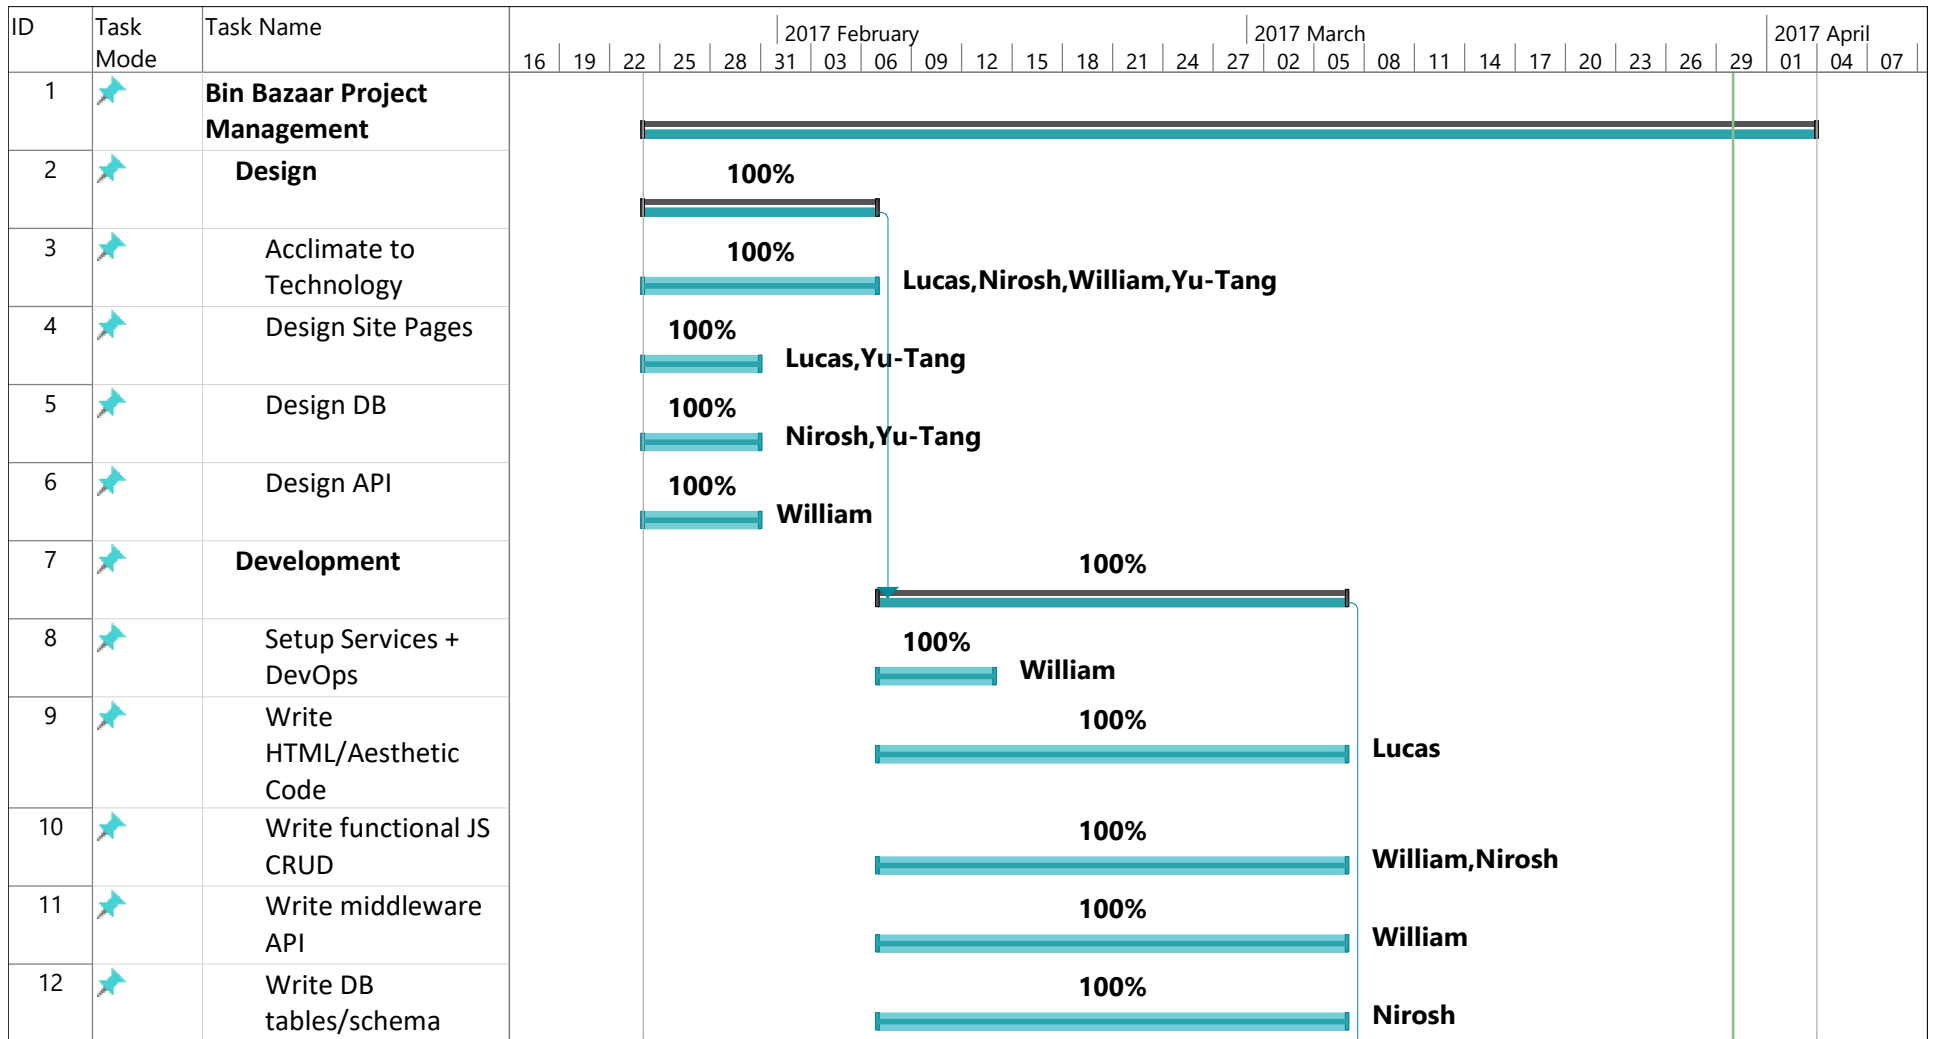 ID Task Mode Task Name
2017 February 2017 March 2017 April
16 19 22 25 28 31 03 06 09 12 15 18 21 24 27 02 05 08 11 14 17 20 23 26 29 01 04 07
1 Bin Bazaar Project
Management
2 Design 100%
3 Acclimate to 100%
Technology Lucas,Nirosh,William,Yu-Tang
4 Design Site Pages 100%
Lucas,Yu-Tang
5 Design DB 100%
Nirosh,Yu-Tang
6 Design API 100%
William
7 Development 100%
8 Setup Services + 100%
DevOps William
9 Write 100%
HTML/Aesthetic Lucas
Code
10 Write functional JS 100%
CRUD William,Nirosh
11 Write middleware 100%
API William
12 Write DB 100%
tables/schema Nirosh